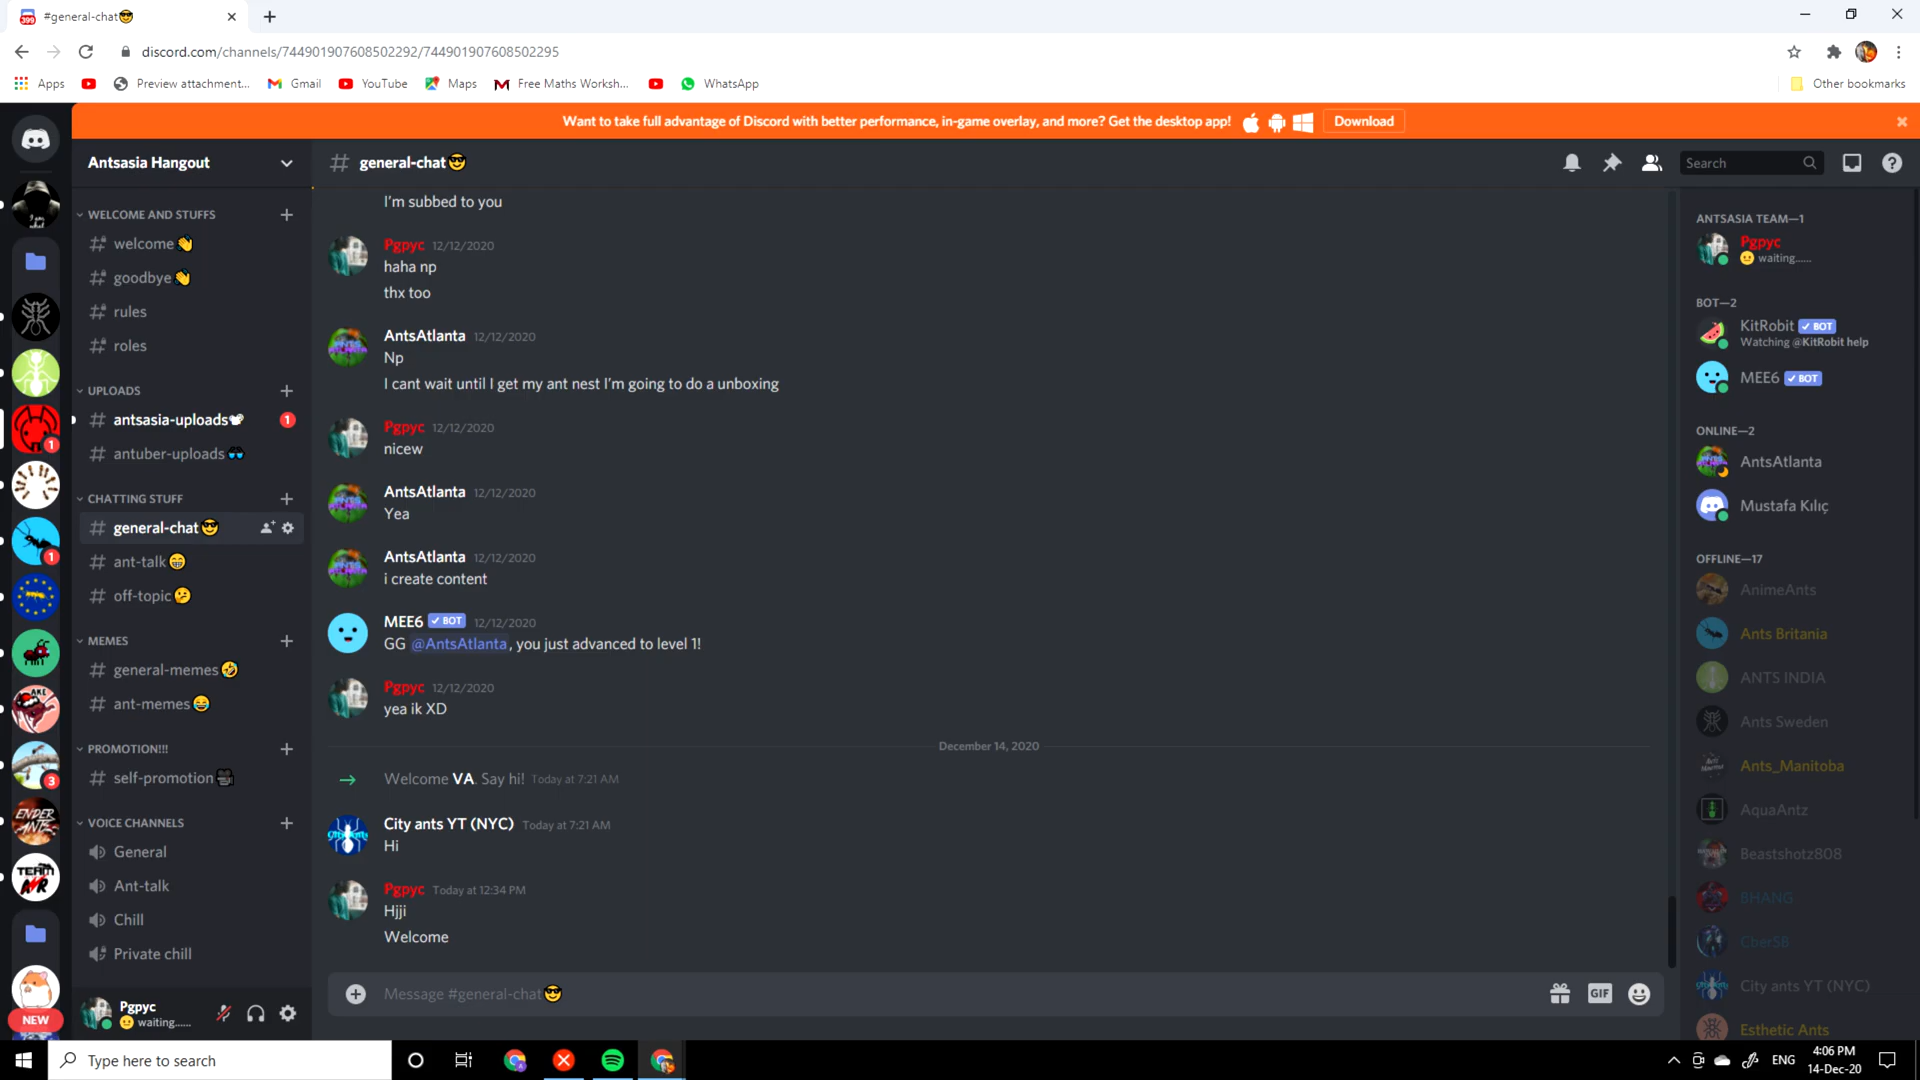 #general-chat😎
discord.com/channels/744901907608502292/744901907608502295
Apps
Preview attachment...
Gmail
YouTube
Maps
Free Maths Worksh...
WhatsApp
Other bookmarks
Want to take full advantage of Discord with better performance, in-game overlay, and more? Get the desktop app!
Download
Antsasia Hangout
general-chat😎
Search
WELCOME AND STUFFS
welcome👋
goodbye👋
rules
roles
UPLOADS
antsasia-uploads
1
antuber-uploads
CHATTING STUFF
general-chat😎
ant-talk😁
off-topic🤔
MEMES
general-memes🤣
ant-memes😂
PROMOTION!!!
self-promotion
VOICE CHANNELS
General
Ant-talk
Chill
Private chill
Pgpyc
😐 waiting......
399
1
1
AKE
3
ENDER
ANTS
TEAM
NEW
I'm subbed to you
Pgpyc 12/12/2020
haha np
thx too
AntsAtlanta 12/12/2020
Np
I cant wait until I get my ant nest I'm going to do a unboxing
Pgpyc 12/12/2020
nicew
AntsAtlanta 12/12/2020
Yea
AntsAtlanta 12/12/2020
i create content
MEE6 ✓ BOT 12/12/2020
GG @AntsAtlanta, you just advanced to level 1!
Pgpyc 12/12/2020
yea ik XD
December 14, 2020
Welcome VA. Say hi! Today at 7:21 AM
City ants YT (NYC) Today at 7:21 AM
Hi
Pgpyc Today at 12:34 PM
Hjji
Welcome
Message #general-chat😎
GIF
ANTSASIA TEAM—1
Pgpyc
😐 waiting......
BOT—2
KitRobit ✓ BOT
Watching @KitRobit help
MEE6 ✓ BOT
ONLINE—2
AntsAtlanta
Mustafa Kılıç
OFFLINE—17
AnimeAnts
Ants Britania
ANTS INDIA
Ants Sweden
Ants_Manitoba
AquaAntz
Beastshotz808
BHANG
CberS8
City ants YT (NYC)
Esthetic Ants
Type here to search
ENG
4:06 PM
14-Dec-20